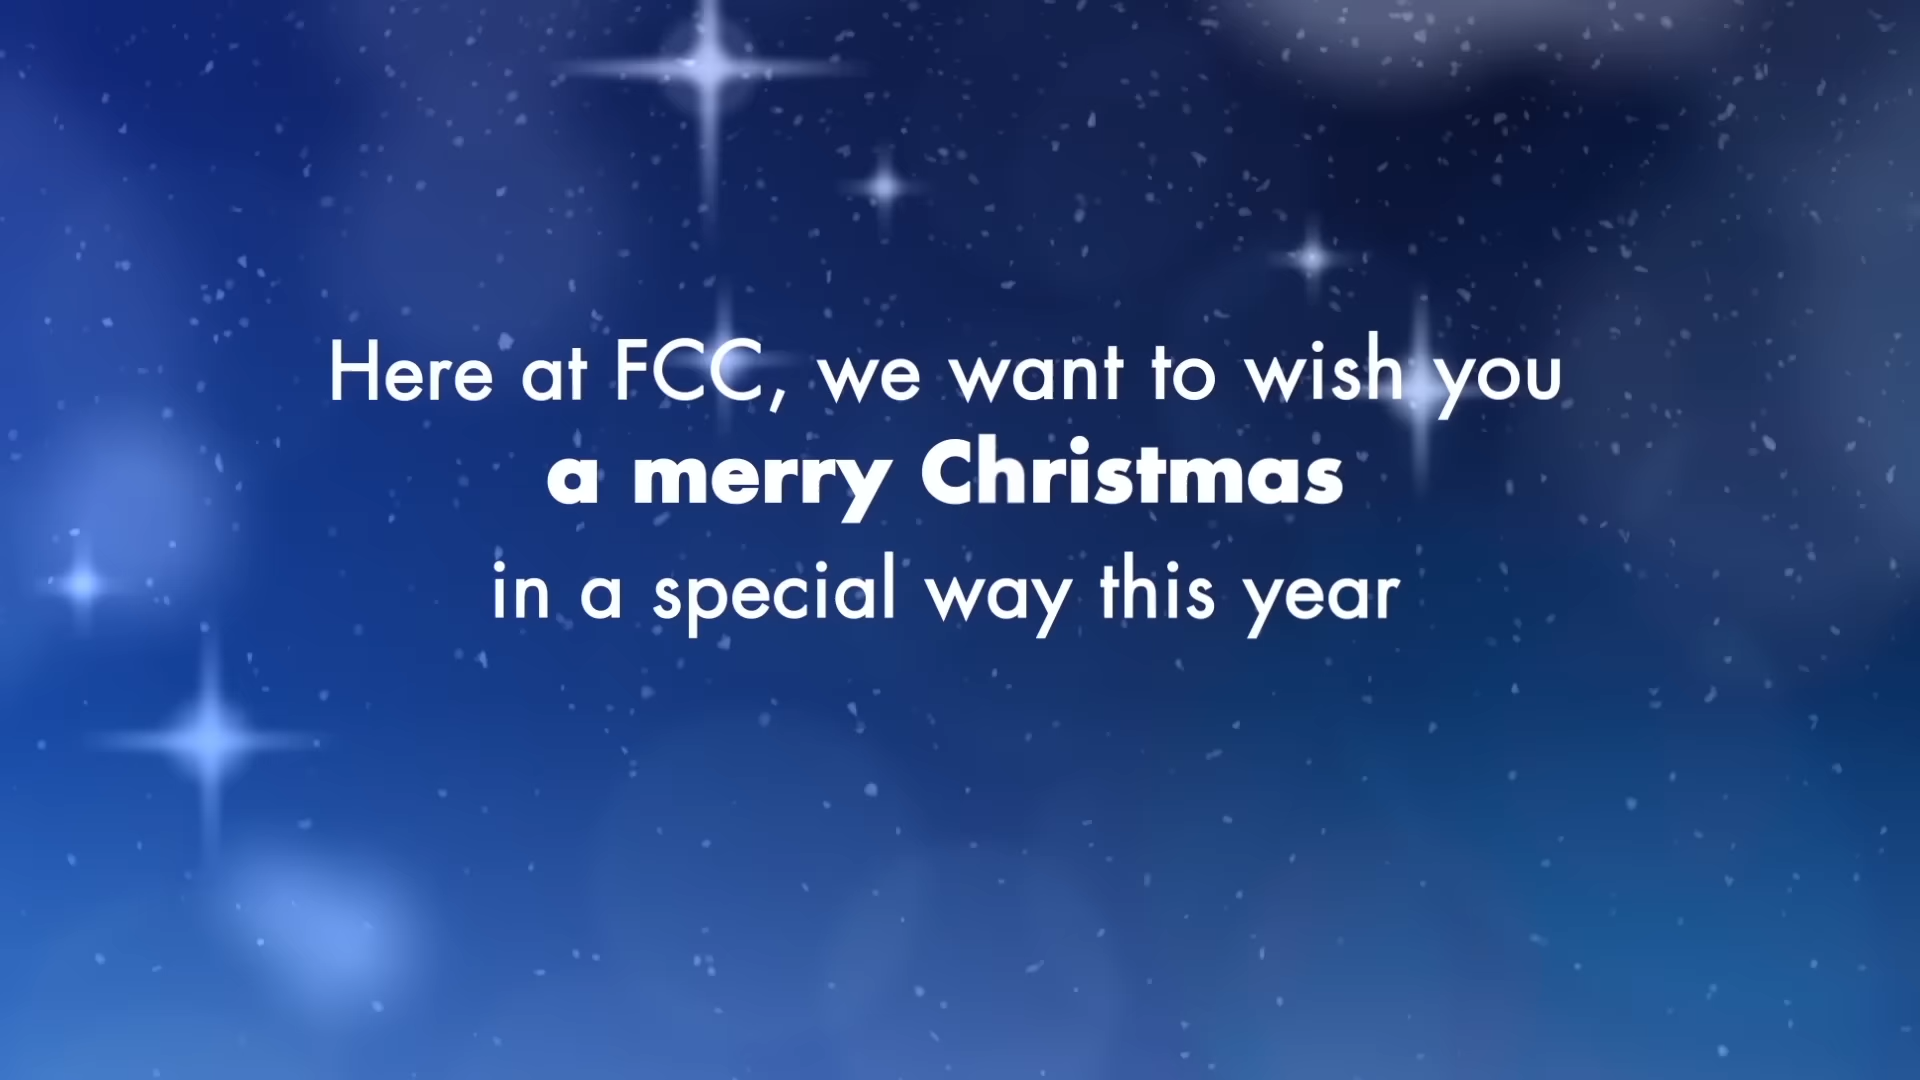 Here at FCC, we want to wish you
a merry Christmas
in a special way this year